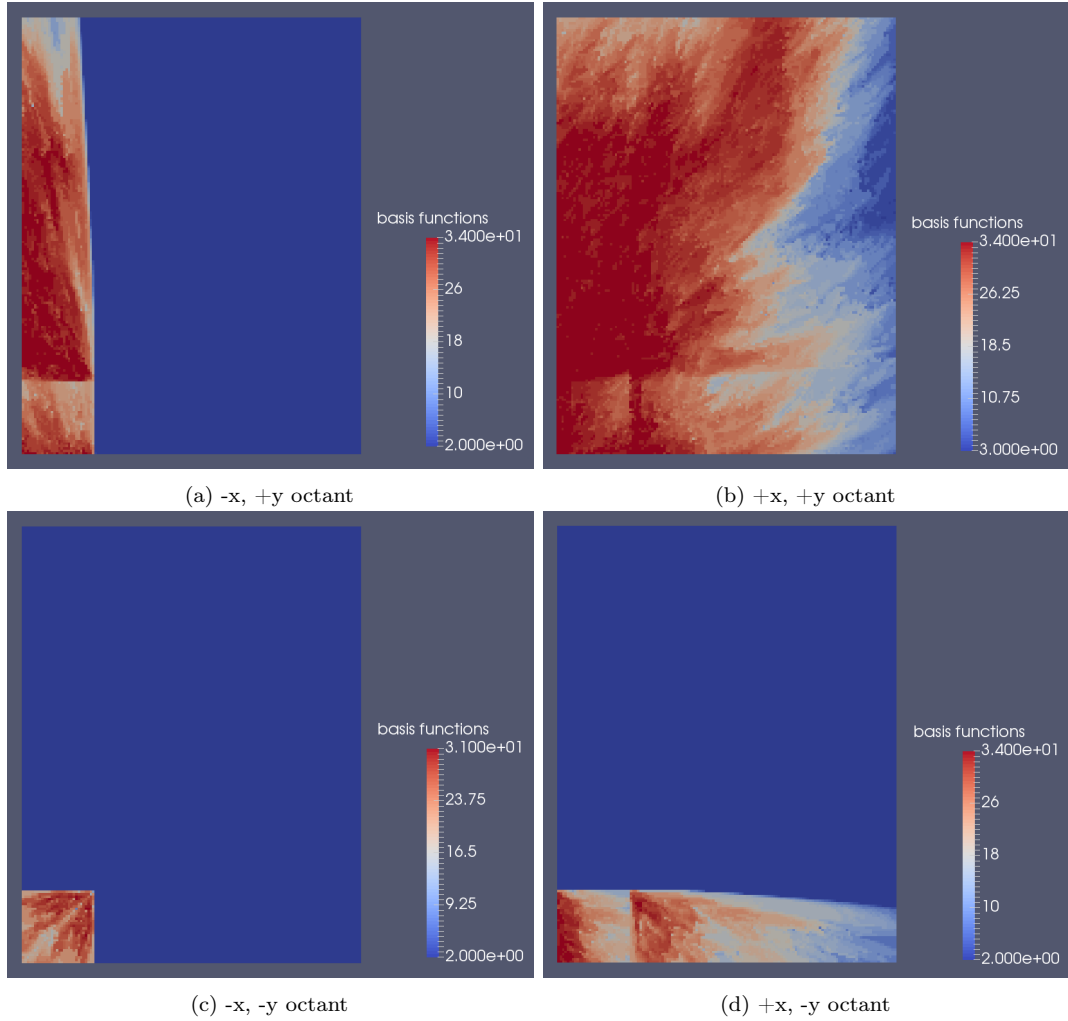 basis functions
3.400e+01
26
18
10
2.000e+00
(a) -x, +y octant
basis functions
3.400e+01
26.25
18.5
10.75
3.000e+00
(b) +x, +y octant
basis functions
3.100e+01
23.75
16.5
9.25
2.000e+00
(c) -x, -y octant
basis functions
3.400e+01
26
18
10
2.000e+00
(d) +x, -y octant